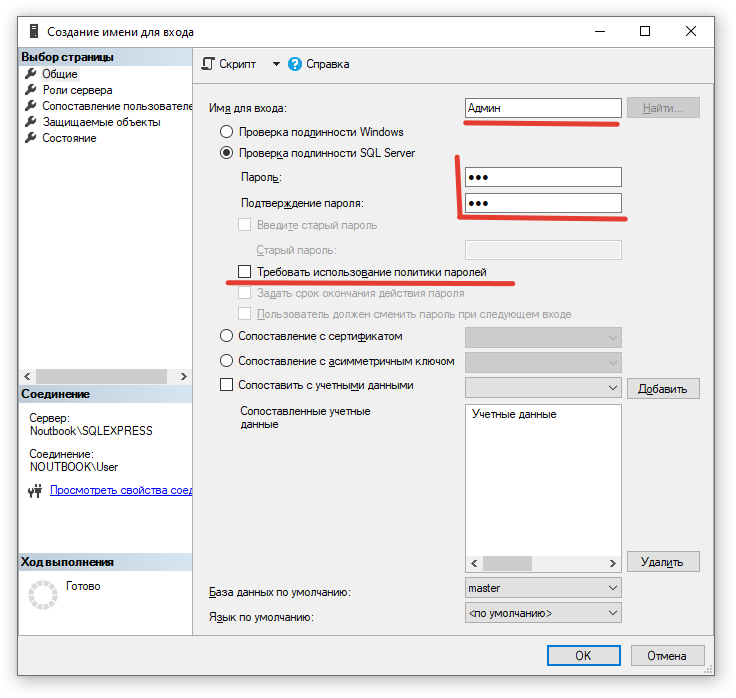 Создание имени для входа
Выбор страницы
Общие
Роли сервера
Сопоставление пользователе
Защищаемые объекты
Состояние
Скрипт
Справка
Имя для входа:
Админ
Найти...
Проверка подлинности Windows
Проверка подлинности SQL Server
Пароль:
●●●
Подтверждение пароля:
●●●
Введите старый пароль
Старый пароль:
Требовать использование политики паролей
Задать срок окончания действия пароля
Пользователь должен сменить пароль при следующем входе
Сопоставление с сертификатом
Сопоставление с асимметричным ключом
Сопоставить с учетными данными
Добавить
Сопоставленные учетные
данные
Учетные данные
Удалить
База данных по умолчанию:
master
Язык по умолчанию:
<по умолчанию>
Соединение
Сервер:
Noutbook\SQLEXPRESS
Соединение:
NOUTBOOK\User
Просмотреть свойства соед
Ход выполнения
Готово
OK
Отмена